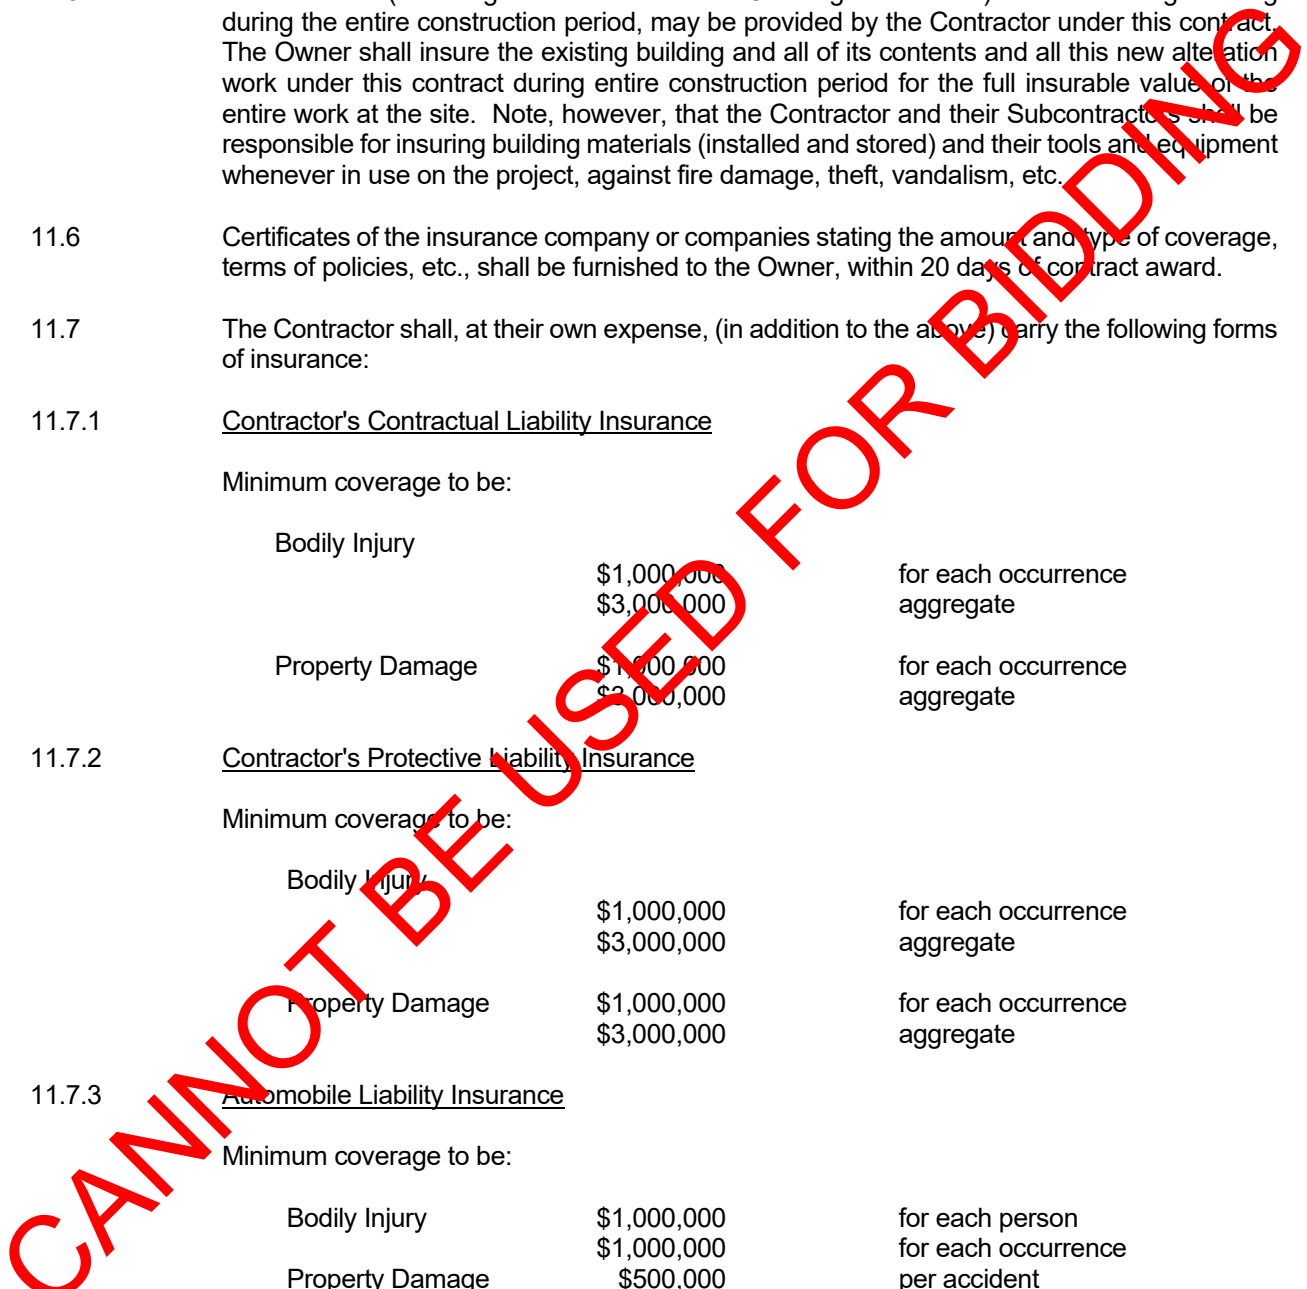 during the entire construction period, may be provided by the Contractor under this contract.
The Owner shall insure the existing building and all of its contents and all this new alteration
work under this contract during entire construction period for the full insurable value of the
entire work at the site. Note, however, that the Contractor and their Subcontractors shall be
responsible for insuring building materials (installed and stored) and their tools and equipment
whenever in use on the project, against fire damage, theft, vandalism, etc.
11.6 Certificates of the insurance company or companies stating the amount and type of coverage,
terms of policies, etc., shall be furnished to the Owner, within 20 days of contract award.
11.7 The Contractor shall, at their own expense, (in addition to the above) carry the following forms
of insurance:
11.7.1 Contractor's Contractual Liability Insurance
Minimum coverage to be:
Bodily Injury
$1,000,000 for each occurrence
$3,000,000 aggregate
Property Damage $1,000,000 for each occurrence
$3,000,000 aggregate
11.7.2 Contractor's Protective Liability Insurance
Minimum coverage to be:
Bodily Injury
$1,000,000 for each occurrence
$3,000,000 aggregate
Property Damage $1,000,000 for each occurrence
$3,000,000 aggregate
11.7.3 Automobile Liability Insurance
Minimum coverage to be:
Bodily Injury $1,000,000 for each person
$1,000,000 for each occurrence
Property Damage $500,000 per accident
CANNOT BE USED FOR BIDDING